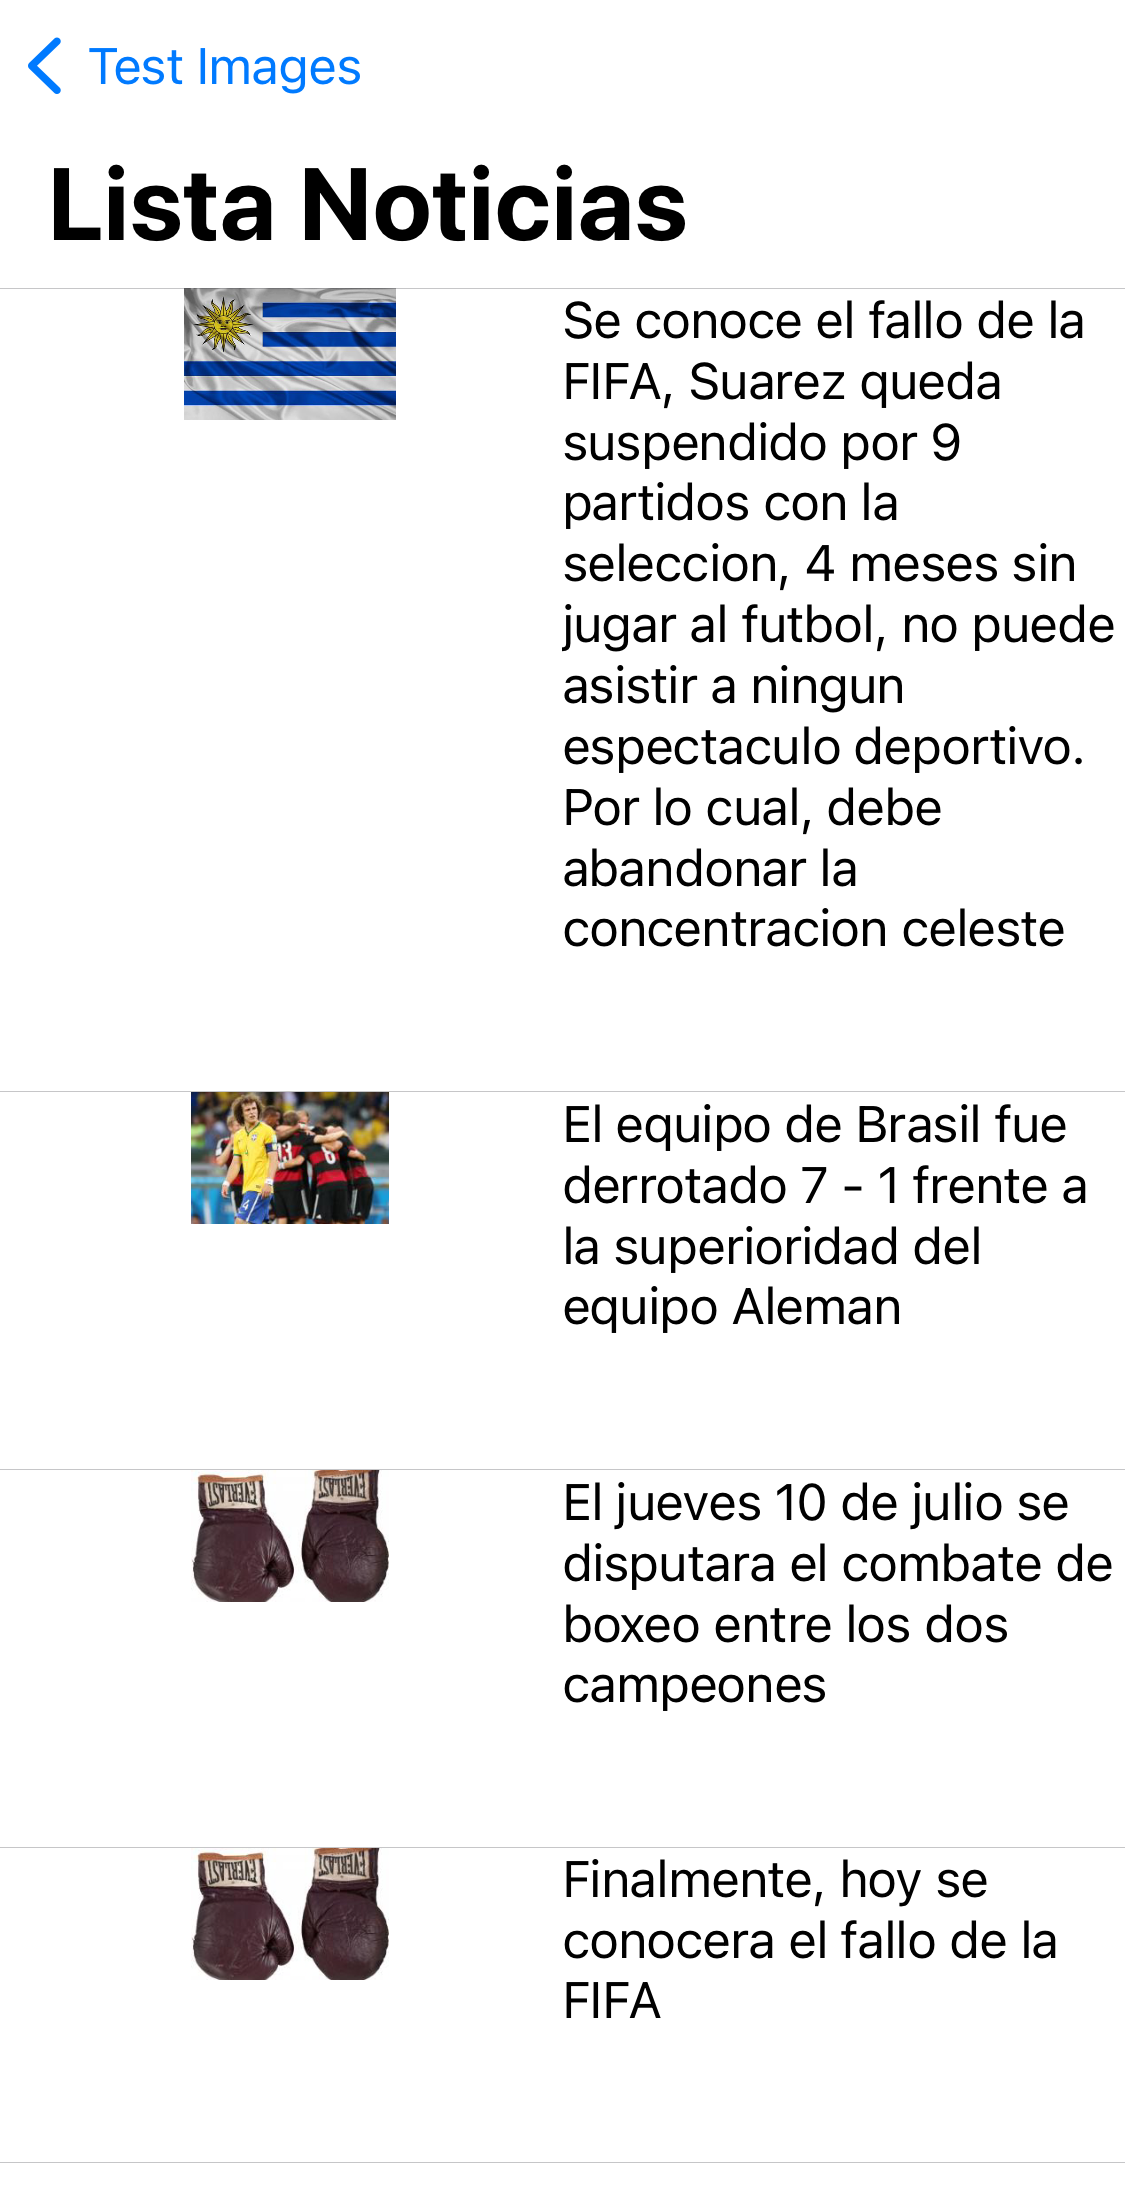 Test Images
Lista Noticias
Se conoce el fallo de la
FIFA, Suarez queda
suspendido por 9
partidos con la
seleccion, 4 meses sin
jugar al futbol, no puede
asistir a ningun
espectaculo deportivo.
Por lo cual, debe
abandonar la
concentracion celeste
El equipo de Brasil fue
derrotado 7 - 1 frente a
la superioridad del
equipo Aleman
13 6
4
EVERLAST EVERLAST
El jueves 10 de julio se
disputara el combate de
boxeo entre los dos
campeones
EVERLAST EVERLAST
Finalmente, hoy se
conocera el fallo de la
FIFA